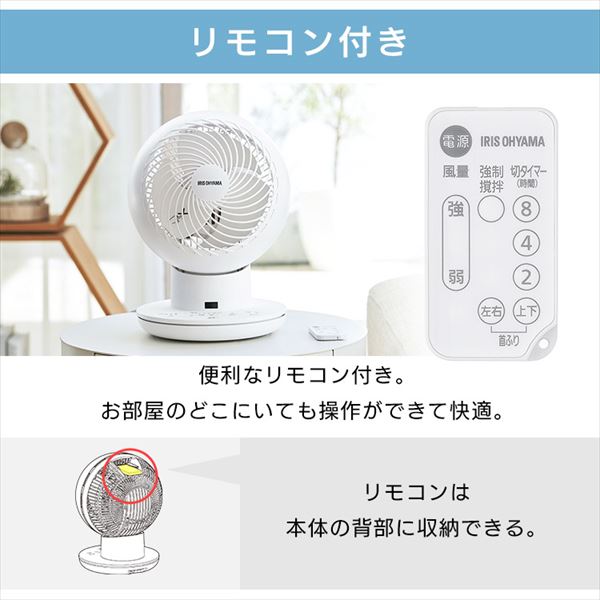 リモコン付き
IRIS OHYAMA
電源 IRIS OHYAMA
風量 強制撹拌 切タイマー(時間)
強 8
4
弱 2
左右 上下
首ふり
便利なリモコン付き。
お部屋のどこにいても操作ができて快適。
リモコンは
本体の背部に収納できる。